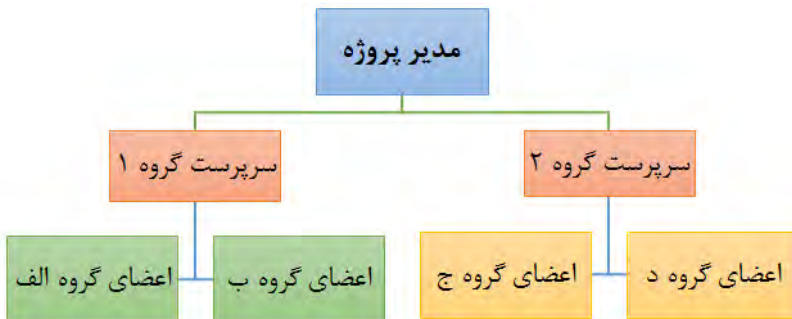 مدیر پروژه
سرپرست گروه ۲
سرپرست گروه ۱
اعضای گروه د
اعضای گروه ج
اعضای گروه ب
اعضای گروه الف